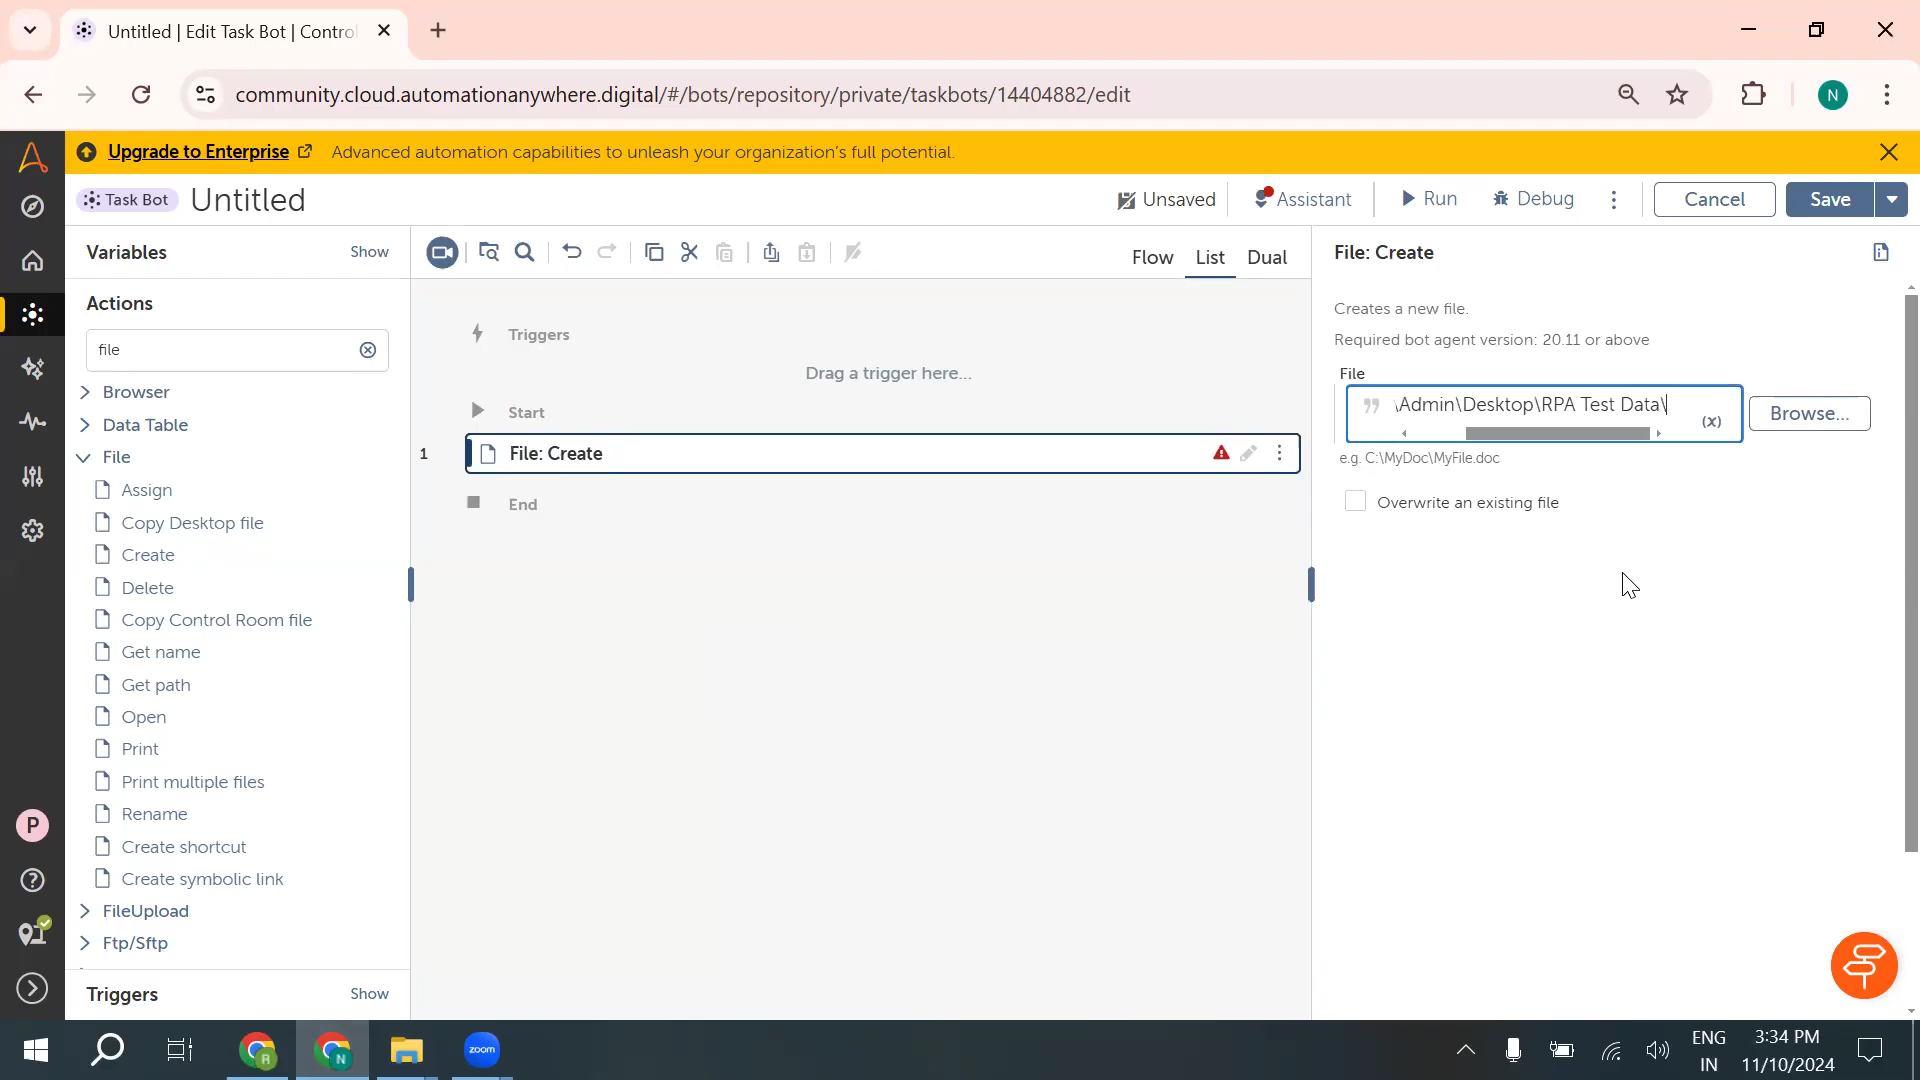 Untitled | Edit Task Bot | Contro
community.cloud.automationanywhere.digital/#/bots/repository/private/taskbots/14404882/edit
N
Upgrade to Enterprise
Advanced automation capabilities to unleash your organization's full potential.
Task Bot
Untitled
Unsaved
Assistant
Run
Debug
Cancel
Save
Variables
Show
Flow
List
Dual
File: Create
Actions
file
Creates a new file.
Required bot agent version: 20.11 or above
Triggers
Drag a trigger here...
Start
1
File: Create
End
File
\Admin\Desktop\RPA Test Data\
(x)
Browse...
e.g. C:\MyDoc\MyFile.doc
Overwrite an existing file
Browser
Data Table
File
Assign
Copy Desktop file
Create
Delete
Copy Control Room file
Get name
Get path
Open
Print
Print multiple files
Rename
Create shortcut
Create symbolic link
FileUpload
Ftp/Sftp
Triggers
Show
P
A
N
zoom
ENG
IN
3:34 PM
11/10/2024